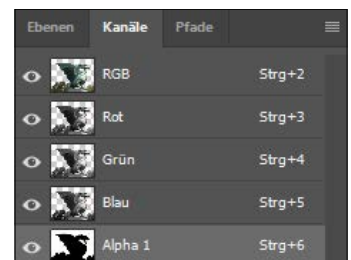 Ebenen Kanäle Pfade
RGB Strg+2
Rot Strg+3
Grün Strg+4
Blau Strg+5
Alpha 1 Strg+6